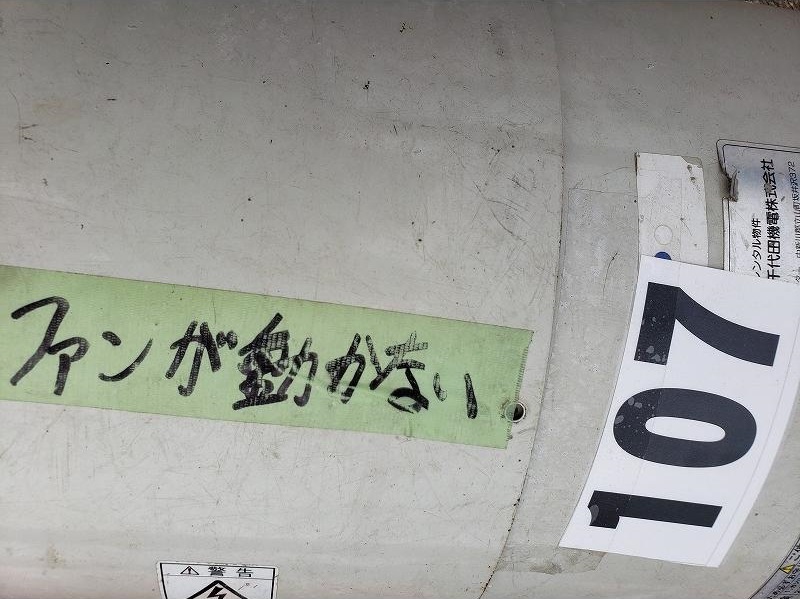 ファンが動かない
107
レンタル物件
千代田機電株式会社
⚠警告